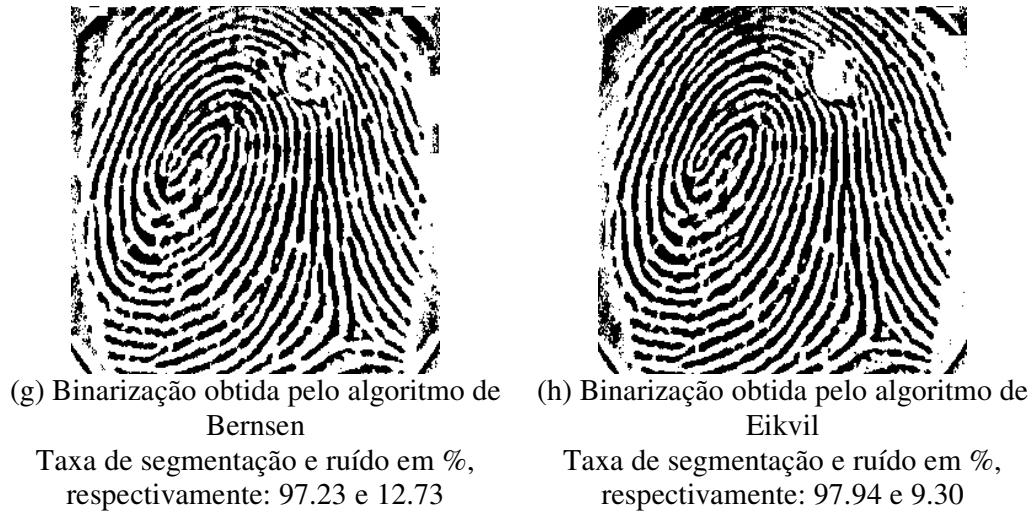 (g) Binarização obtida pelo algoritmo de
Bernsen
Taxa de segmentação e ruído em %,
respectivamente: 97.23 e 12.73
(h) Binarização obtida pelo algoritmo de
Eikvil
Taxa de segmentação e ruído em %,
respectivamente: 97.94 e 9.30